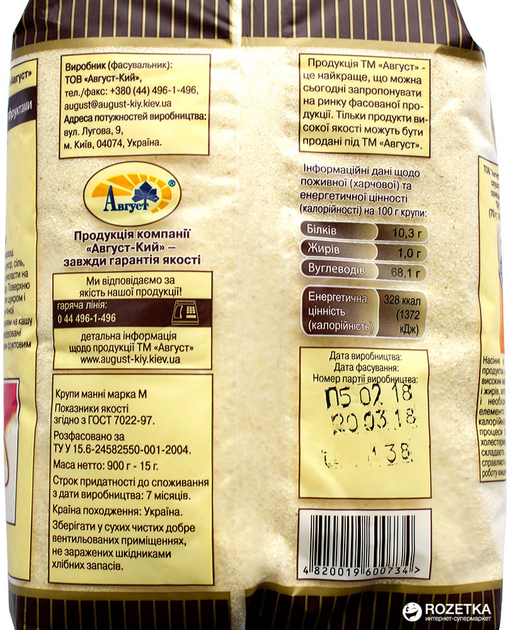 Виробник (фасувальник):
ТОВ «Август-Кий»,
тел./факс: +380 (44) 496-1-496,
august@august-kiy.kiev.ua
Адреса потужностей виробництва:
вул. Лугова, 9,
м. Київ, 04074, Україна.
Август®
Продукція компанії
«Август-Кий» –
завжди гарантія якості
Ми відповідаємо за
якість нашої продукції!
гаряча лінія:
0 44 496-1-496
детальна інформація
щодо продукції ТМ «Август»
www.august-kiy.kiev.ua
Крупи манні марка М
Показники якості
згідно з ГОСТ 7022-97.
Розфасовано за
ТУ У 15.6-24582550-001-2004.
Маса нетто: 900 г - 15 г.
Строк придатності до споживання
з дати виробництва: 7 місяців.
Країна походження: Україна.
Зберігати у сухих чистих добре
вентильованих приміщеннях,
не заражених шкідниками
хлібних запасів.
Продукція ТМ «Август» -
це найкраще, що можна
сьогодні запропонувати
на ринку фасованої про-
дукції. Тільки продукти ви-
сокої якості можуть бути
продані під ТМ «Август».
Інформаційні дані щодо
поживної (харчової) та
енергетичної цінності
(калорійності) на 100 г крупи:
Білків 10,3 г
Жирів 1,0 г
Вуглеводів 68,1 г
Енергетична
цінність
(калорійність)
328 ккал
(1372
кДж)
Дата виробництва:
Дата фасування:
Номер партії виробництва:
П5 02 18
20 03.18
138
4820019600734
ROZETKA
интернет-супермаркет